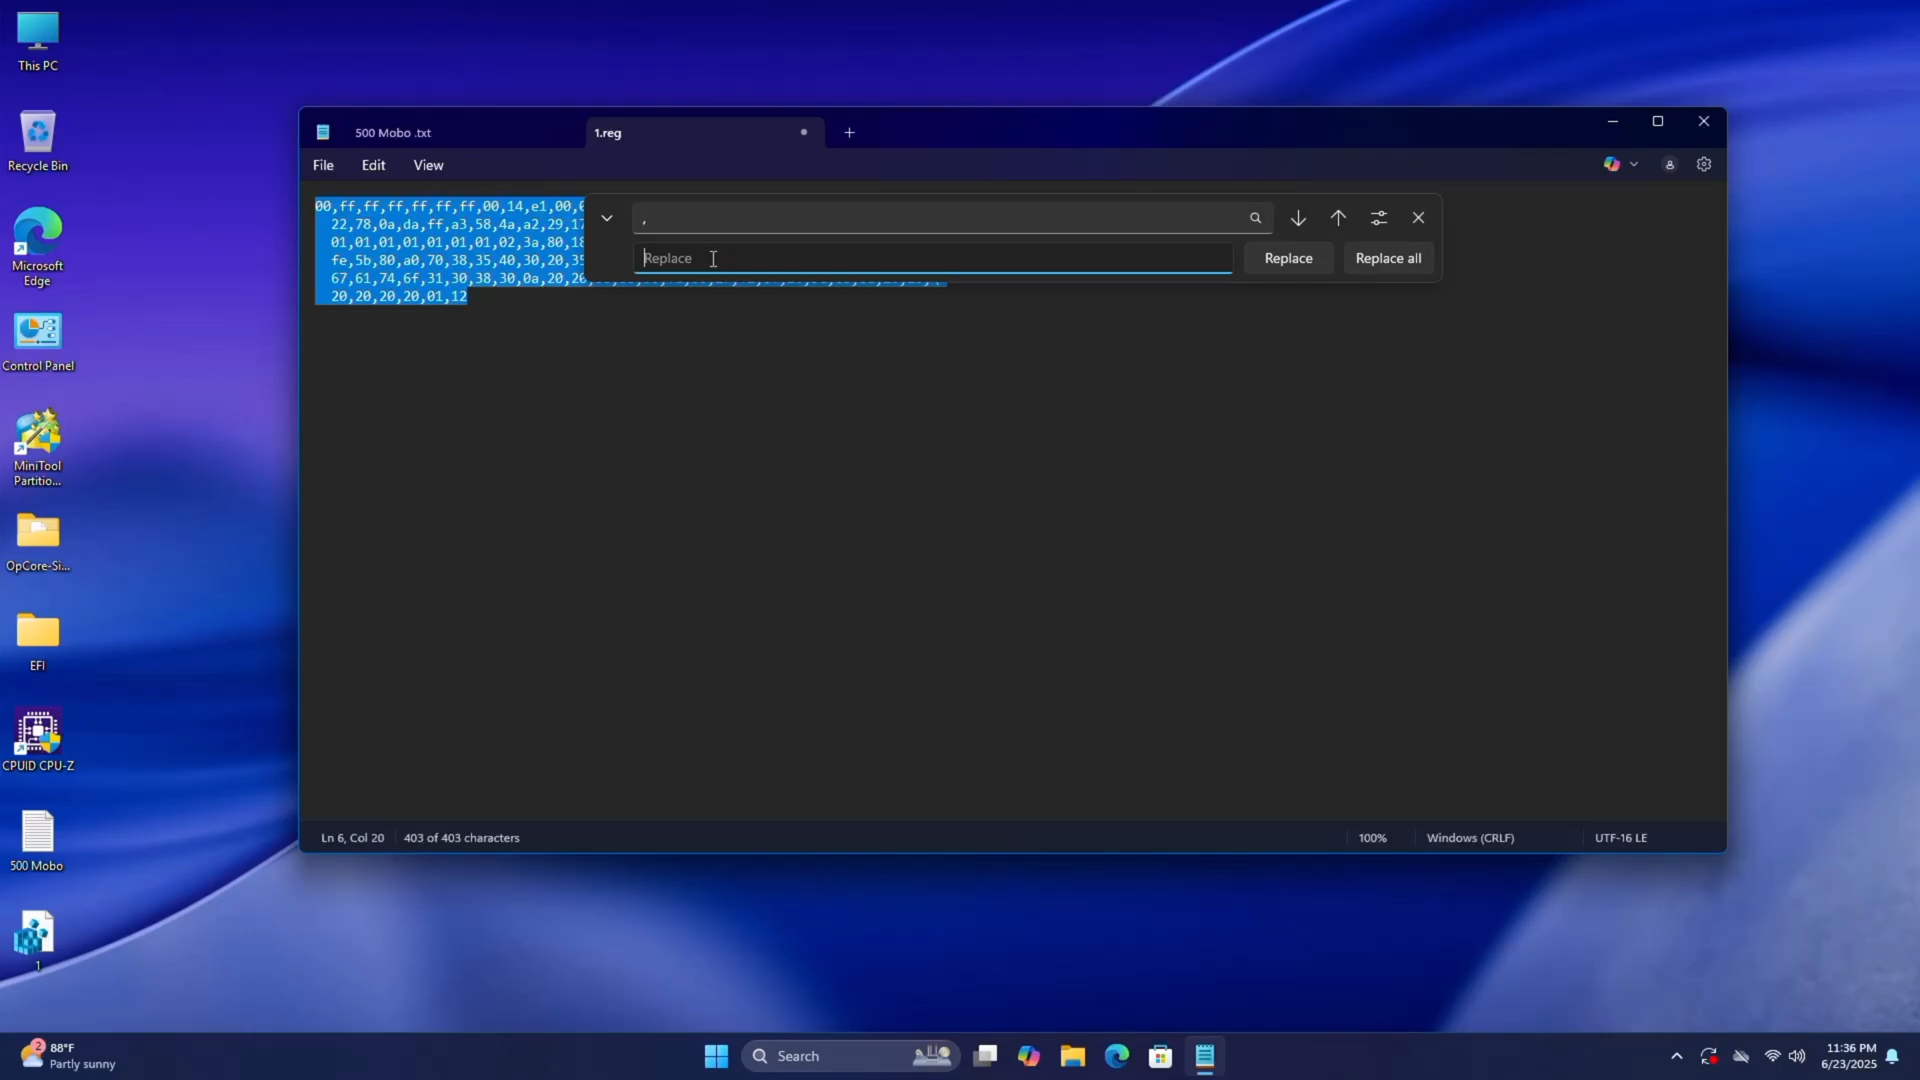 This PC
Recycle Bin
Microsoft
Edge
Control Panel
MiniTool
Partitio...
OpCore-Si...
EFI
CPUID CPU-Z
500 Mobo
1
500 Mobo .txt
1.reg
File
Edit
View
00,ff,ff,ff,ff,ff,ff,00,14,e1,00,
22,78,0a,da,ff,a3,58,4a,a2,29,17
01,01,01,01,01,01,01,02,3a,80,18
fe,5b,80,a0,70,38,35,40,30,20,35
67,61,74,6f,31,30,38,30,0a,20,20
20,20,20,20,01,12
,
Replace
Replace
Replace all
Ln 6, Col 20
403 of 403 characters
100%
Windows (CRLF)
UTF-16 LE
2
88°F
Partly sunny
Search
11:36 PM
6/23/2025